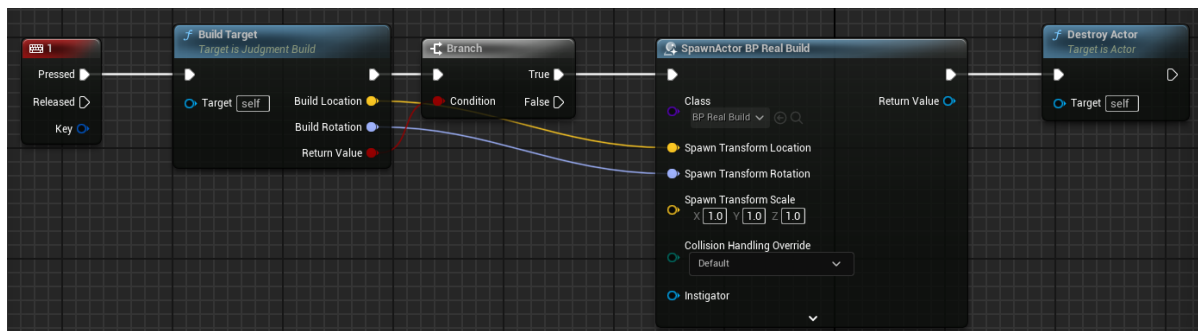 1
Pressed
Released
Key
Build Target
Target is Judgment Build
Target self
Build Location
Build Rotation
Return Value
Branch
Condition
True
False
SpawnActor BP Real Build
Class
BP Real Build
Return Value
Spawn Transform Location
Spawn Transform Rotation
Spawn Transform Scale
X 1.0 Y 1.0 Z 1.0
Collision Handling Override
Default
Instigator
Destroy Actor
Target is Actor
Target self